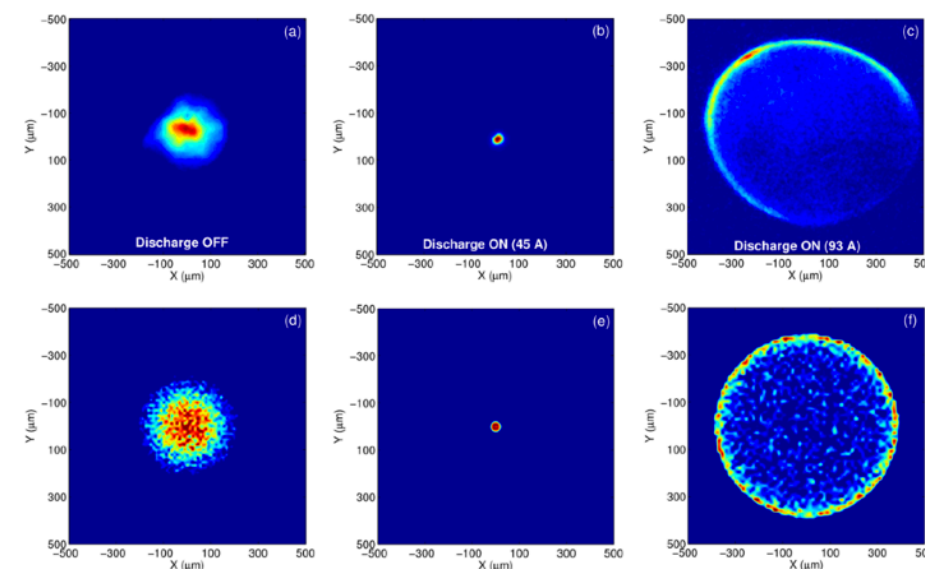 (a)
(b)
(c)
−500 −300 −100 100 300 500
Y (μm)
−500 −300 −100 100 300 500
X (μm)
Discharge OFF
−500 −300 −100 100 300 500
Y (μm)
−500 −300 −100 100 300 500
X (μm)
Discharge ON (45 A)
−500 −300 −100 100 300 500
Y (μm)
−500 −300 −100 100 300 500
X (μm)
Discharge ON (93 A)
(d)
(e)
(f)
−500 −300 −100 100 300 500
Y (μm)
−500 −300 −100 100 300 500
X (μm)
−500 −300 −100 100 300 500
Y (μm)
−500 −300 −100 100 300 500
X (μm)
−500 −300 −100 100 300 500
Y (μm)
−500 −300 −100 100 300
X (μm)